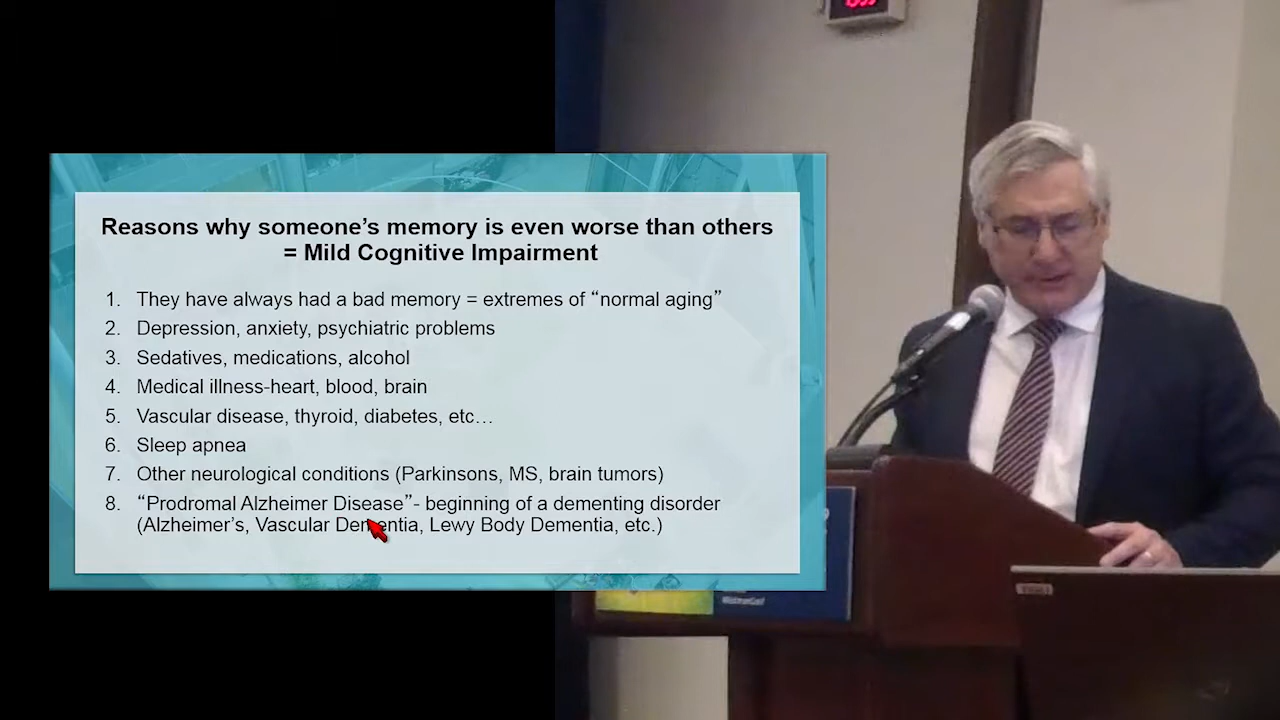 Reasons why someone’s memory is even worse than others
= Mild Cognitive Impairment
1. They have always had a bad memory = extremes of “normal aging”
2. Depression, anxiety, psychiatric problems
3. Sedatives, medications, alcohol
4. Medical illness-heart, blood, brain
5. Vascular disease, thyroid, diabetes, etc…
6. Sleep apnea
7. Other neurological conditions (Parkinsons, MS, brain tumors)
8. “Prodromal Alzheimer Disease”- beginning of a dementing disorder
(Alzheimer’s, Vascular Dementia, Lewy Body Dementia, etc.)